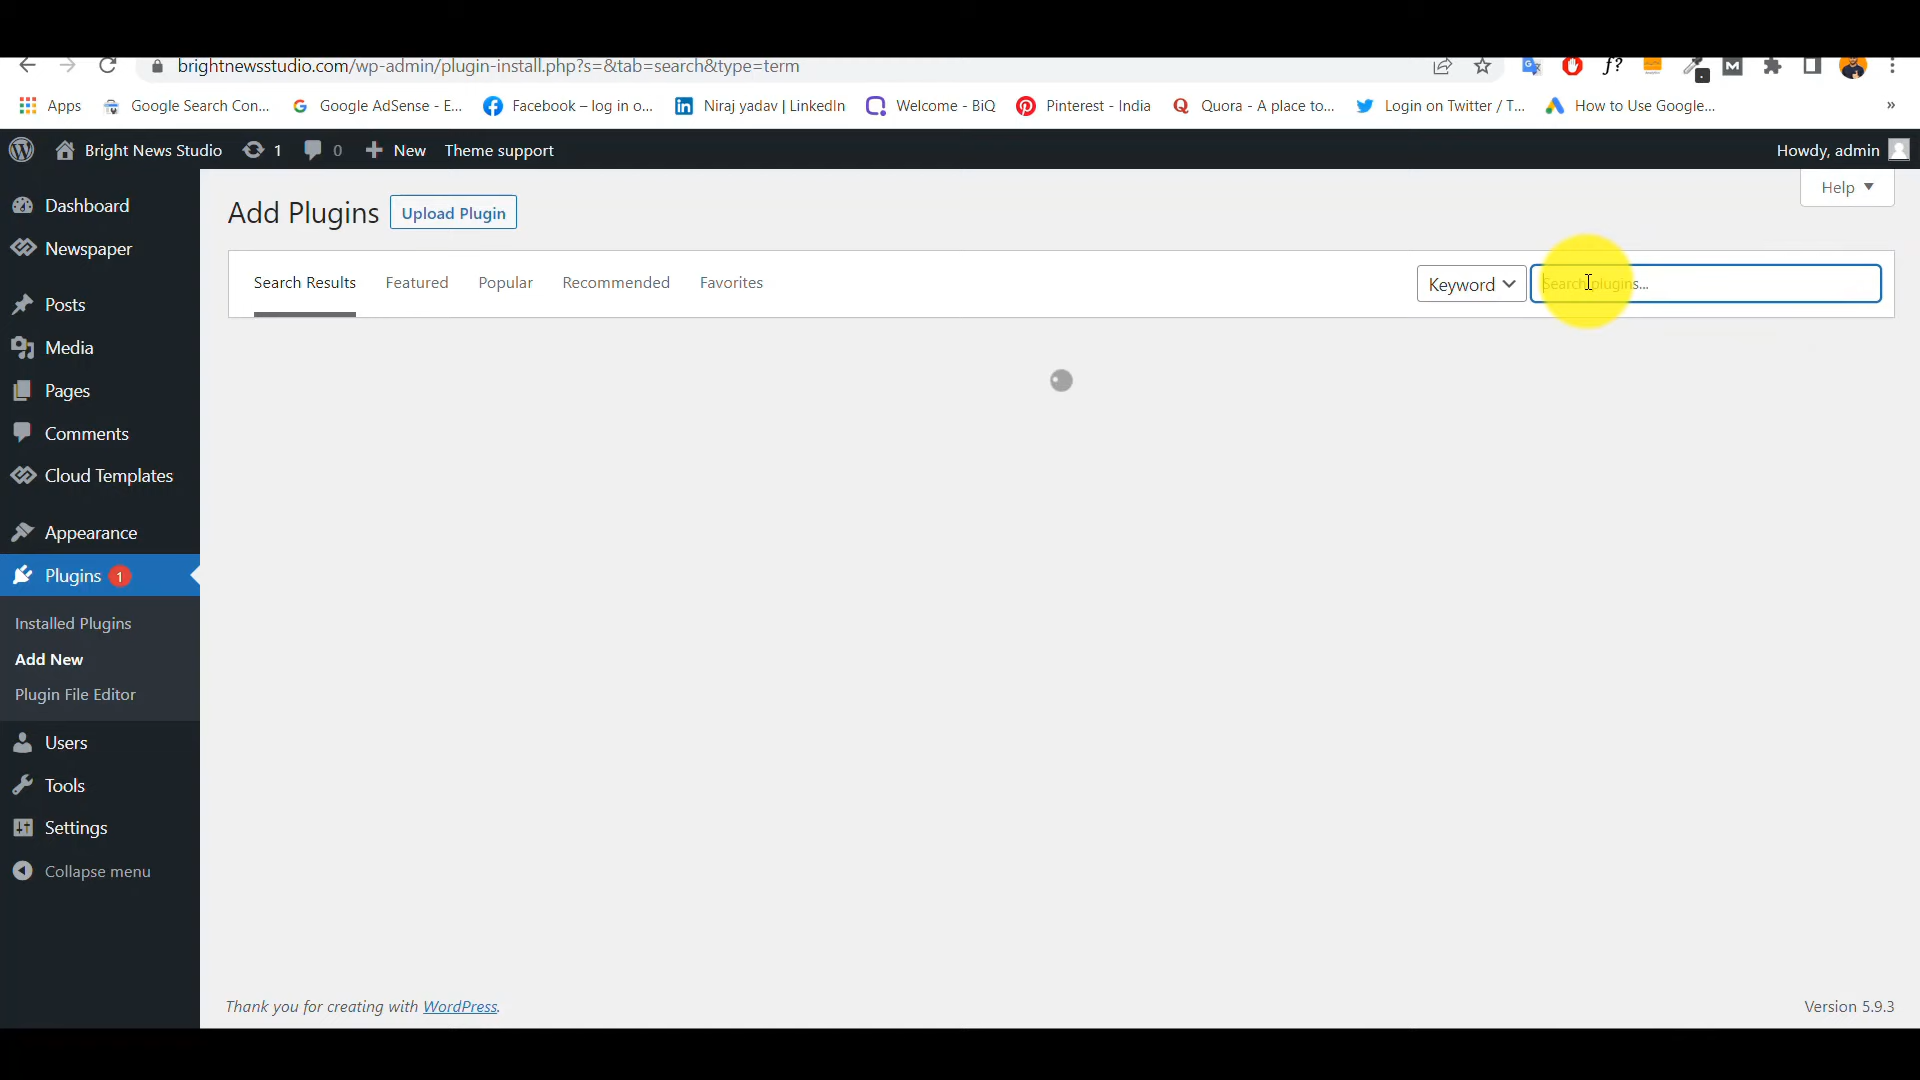 brightnewsstudio.com/wp-admin/plugin-install.php?s=&tab=search&type=term
f?
M
Apps
Google Search Con...
Google AdSense - E...
Facebook – log in o...
Niraj yadav | LinkedIn
Welcome - BiQ
Pinterest - India
Quora - A place to...
Login on Twitter / T...
How to Use Google...
»
Bright News Studio
1
0
New
Theme support
Howdy, admin
Dashboard
Newspaper
Posts
Media
Pages
Comments
Cloud Templates
Appearance
Plugins 1
Installed Plugins
Add New
Plugin File Editor
Users
Tools
Settings
Collapse menu
Help
Add Plugins
Upload Plugin
Search Results
Featured
Popular
Recommended
Favorites
Keyword
Search plugins...
Thank you for creating with WordPress.
Version 5.9.3